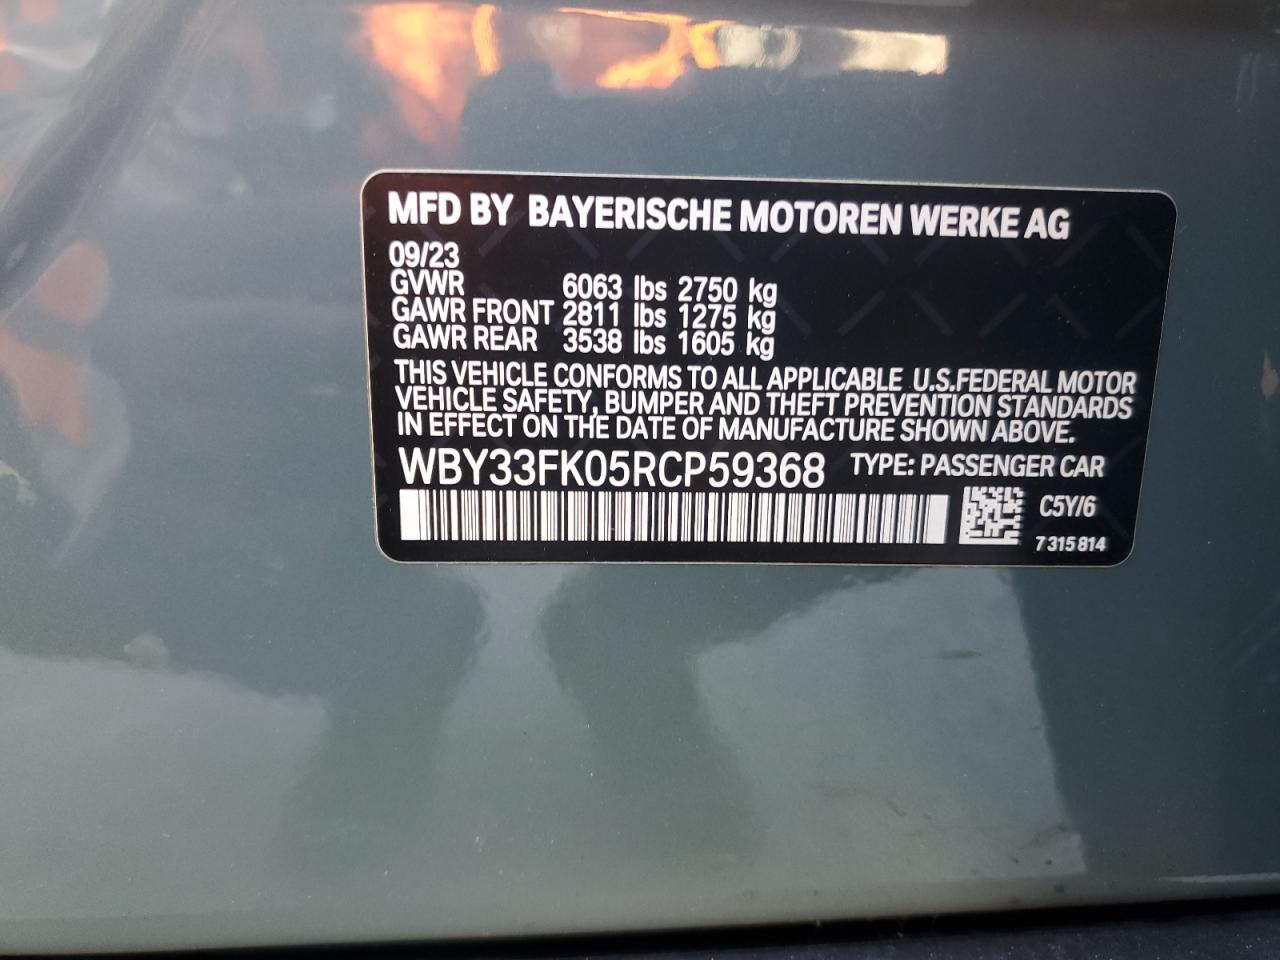 MFD BY BAYERISCHE MOTOREN WERKE AG
09/23
GVWR 6063 lbs 2750 kg
GAWR FRONT 2811 lbs 1275 kg
GAWR REAR 3538 lbs 1605 kg
THIS VEHICLE CONFORMS TO ALL APPLICABLE U.S.FEDERAL MOTOR
VEHICLE SAFETY, BUMPER AND THEFT PREVENTION STANDARDS
IN EFFECT ON THE DATE OF MANUFACTURE SHOWN ABOVE.
WBY33FK05RCP59368 TYPE: PASSENGER CAR
C5Y/6
7 315 814